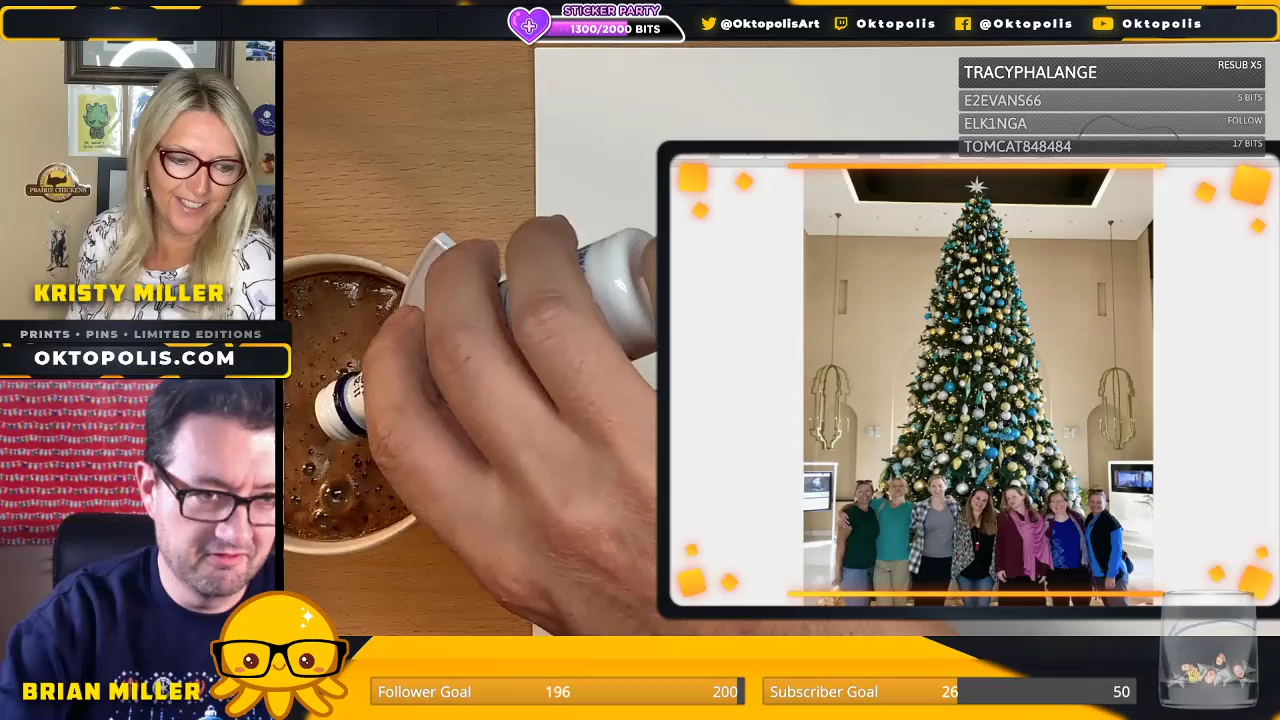 STICKER PARTY
1300/2000 BITS
@OktopolisArt
Oktopolis
@Oktopolis
Oktopolis
TRACYPHALANGE RESUB X5
E2EVANS66 5 BITS
ELK1NGA FOLLOW
TOMCAT848484 17 BITS
PRAIRIE CHICKENS
KRISTY MILLER
PRINTS • PINS • LIMITED EDITIONS
OKTOPOLIS.COM
BRIAN MILLER
Follower Goal 196 200
Subscriber Goal 26 50